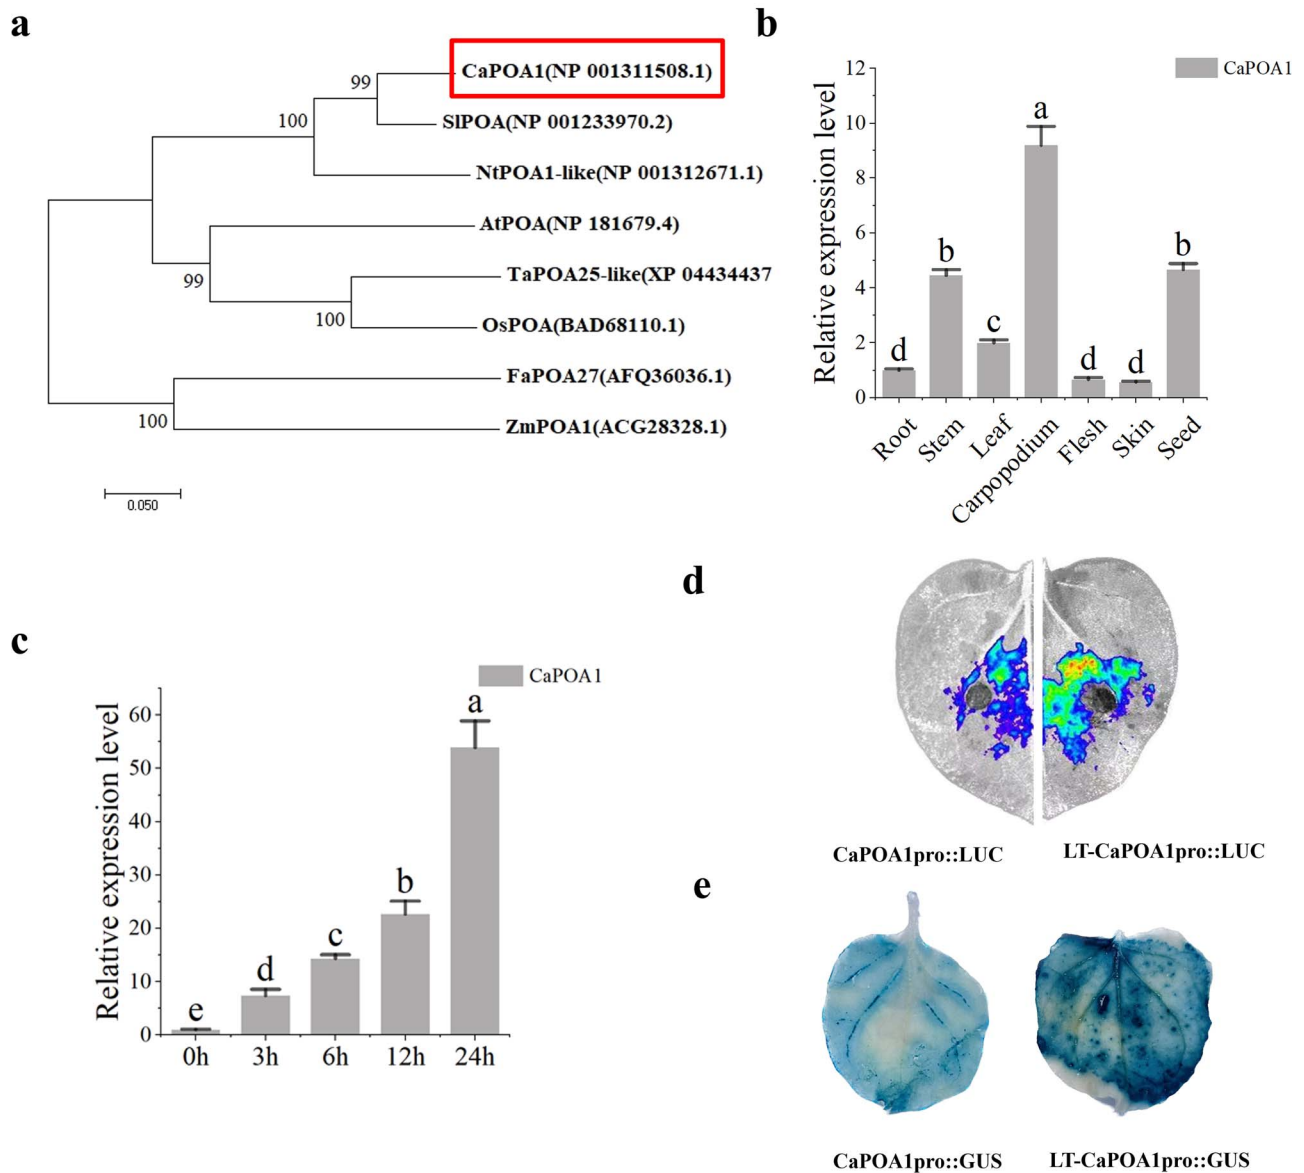 a
CaPOA1(NP 001311508.1)
99
SlPOA(NP 001233970.2)
100
NtPOA1-like(NP 001312671.1)
AtPOA(NP 181679.4)
99
TaPOA25-like(XP 04434437
100
OsPOA(BAD68110.1)
FaPOA27(AFQ36036.1)
100
ZmPOA1(ACG28328.1)
0.050
b
CaPOA1
Relative expression level
12
10
8
6
4
2
0
d
b
c
a
d
d
b
Root
Stem
Leaf
Carpopodium
Flesh
Skin
Seed
c
CaPOA1
Relative expression level
60
50
40
30
20
10
0
e
d
c
b
a
0h
3h
6h
12h
24h
d
CaPOA1pro::LUC
LT-CaPOA1pro::LUC
e
CaPOA1pro::GUS
LT-CaPOA1pro::GUS